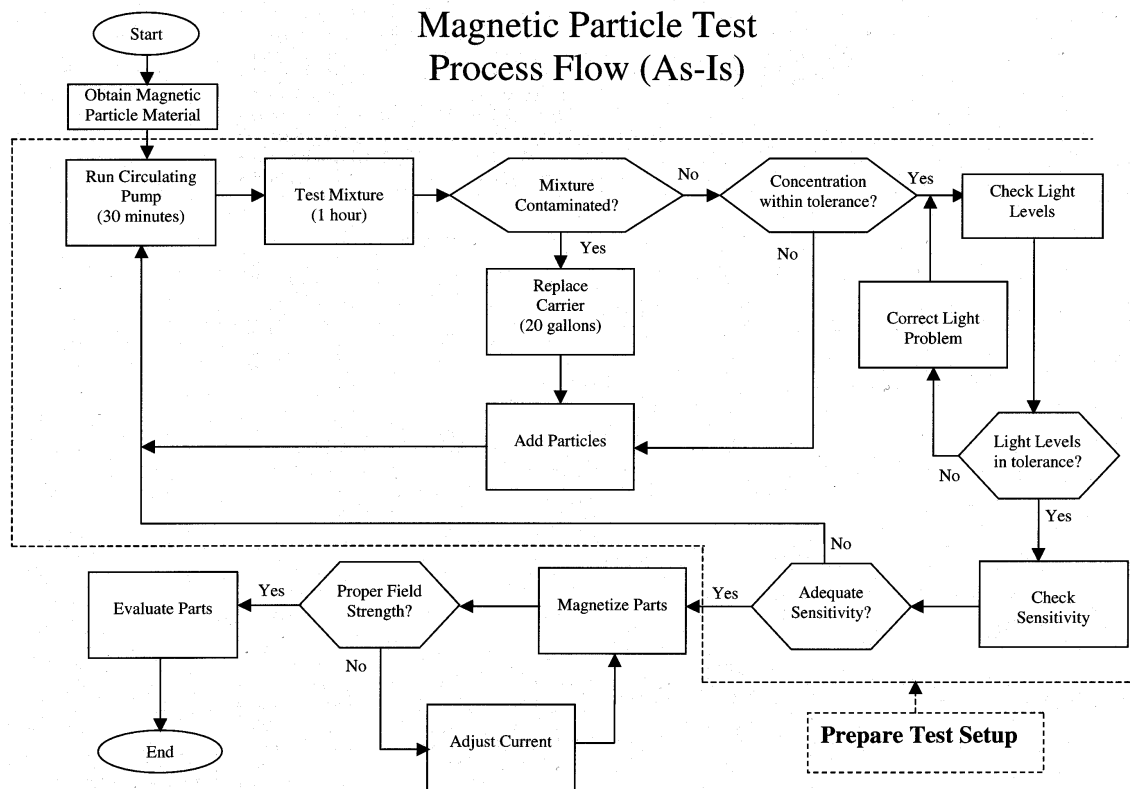 Magnetic Particle Test
Process Flow (As-Is)
Start
Obtain Magnetic
Particle Material
Run Circulating
Pump
(30 minutes)
Test Mixture
(1 hour)
Mixture
Contaminated?
No
Concentration
within tolerance?
Yes
Check Light
Levels
Yes
No
Replace
Carrier
(20 gallons)
Correct Light
Problem
Add Particles
Light Levels
in tolerance?
No
Yes
No
Evaluate Parts
Yes
Proper Field
Strength?
Magnetize Parts
Yes
Adequate
Sensitivity?
Check
Sensitivity
No
Adjust Current
Prepare Test Setup
End